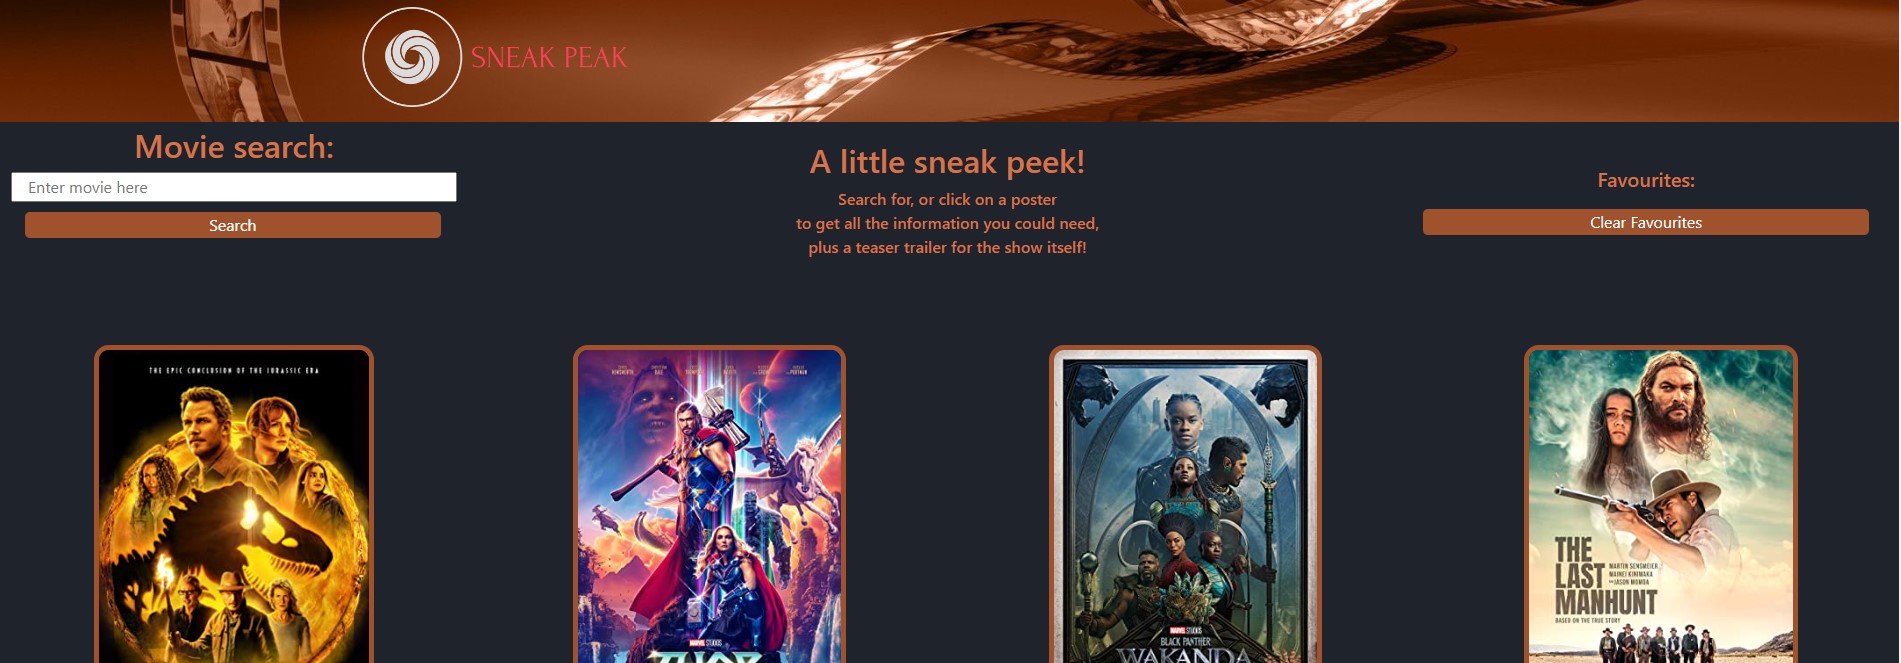 SNEAK PEAK
Movie search:
Enter movie here
Search
A little sneak peek!
Search for, or click on a poster
to get all the information you could need,
plus a teaser trailer for the show itself!
Favourites:
Clear Favourites
THE EPIC CONCLUSION OF THE JURASSIC ERA
MARVEL STUDIOS
THOR
MARVEL STUDIOS
BLACK PANTHER
WAKANDA
THE
LAST
MANHUNT
MARTIN SENSMEIER
MAINEI KINIMAKA
AND JASON MOMOA
BASED ON THE TRUE STORY